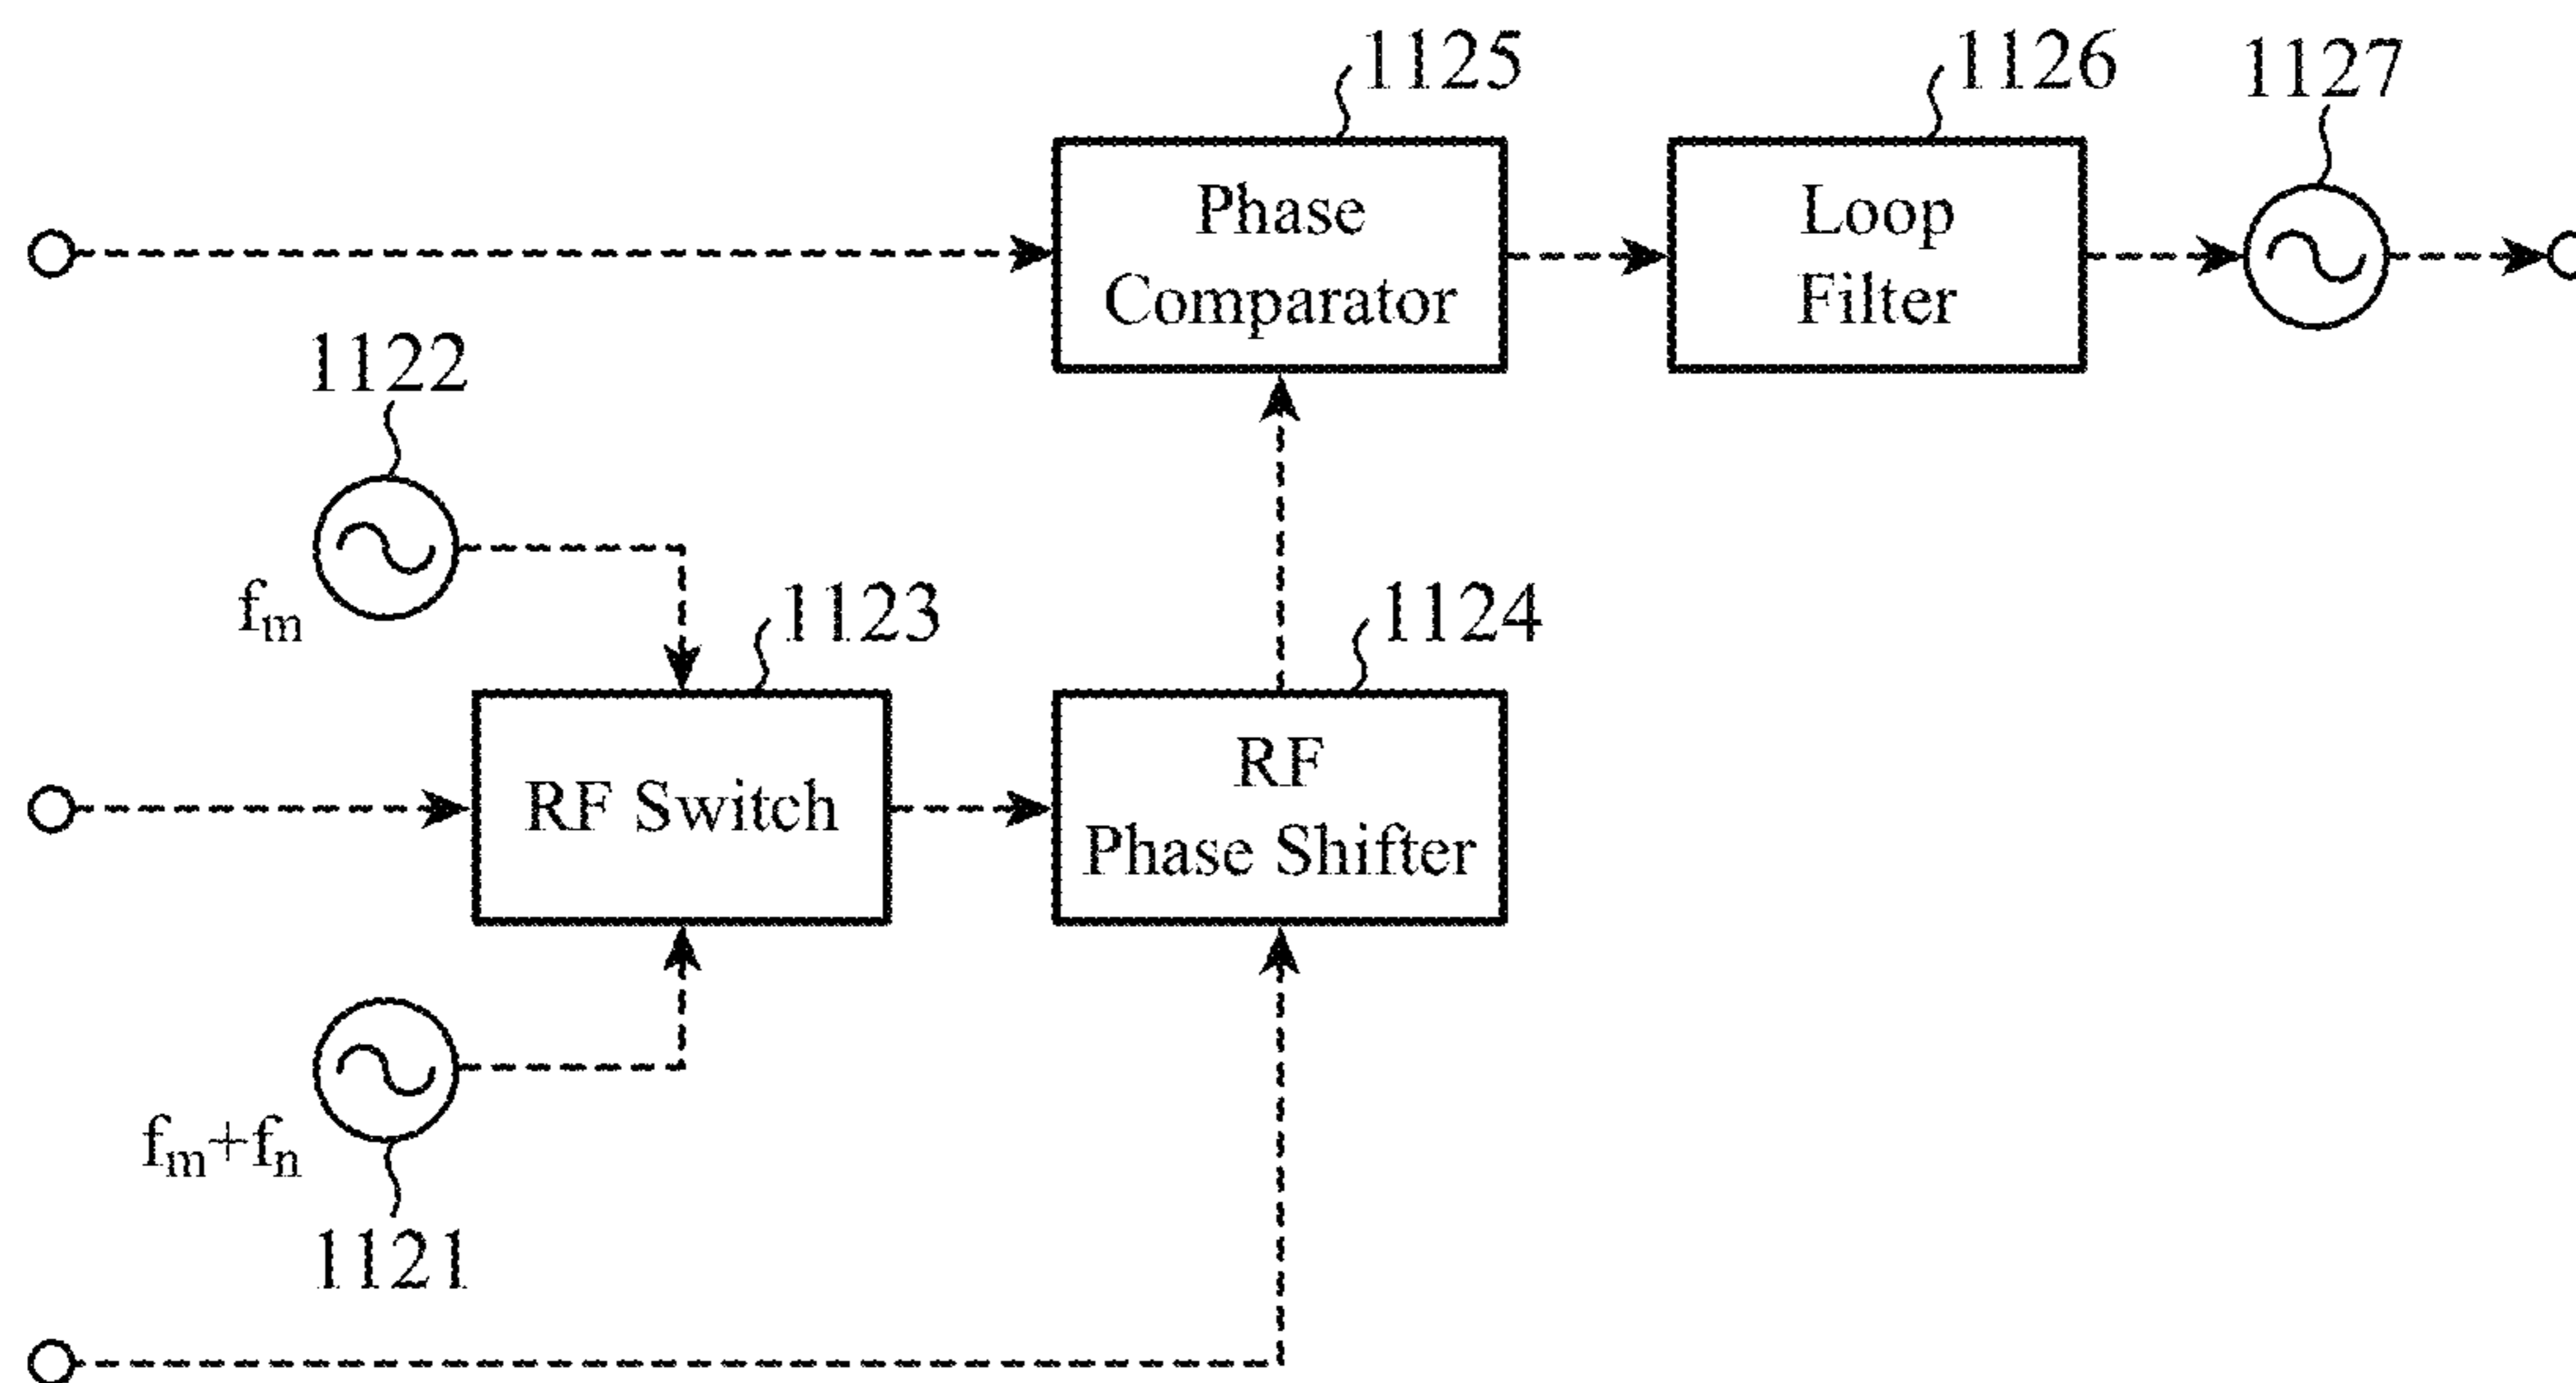 1125
1126
1127
Phase
Comparator
Loop
Filter
1122
fm
1123
1124
RF Switch
RF
Phase Shifter
fm+fn
1121